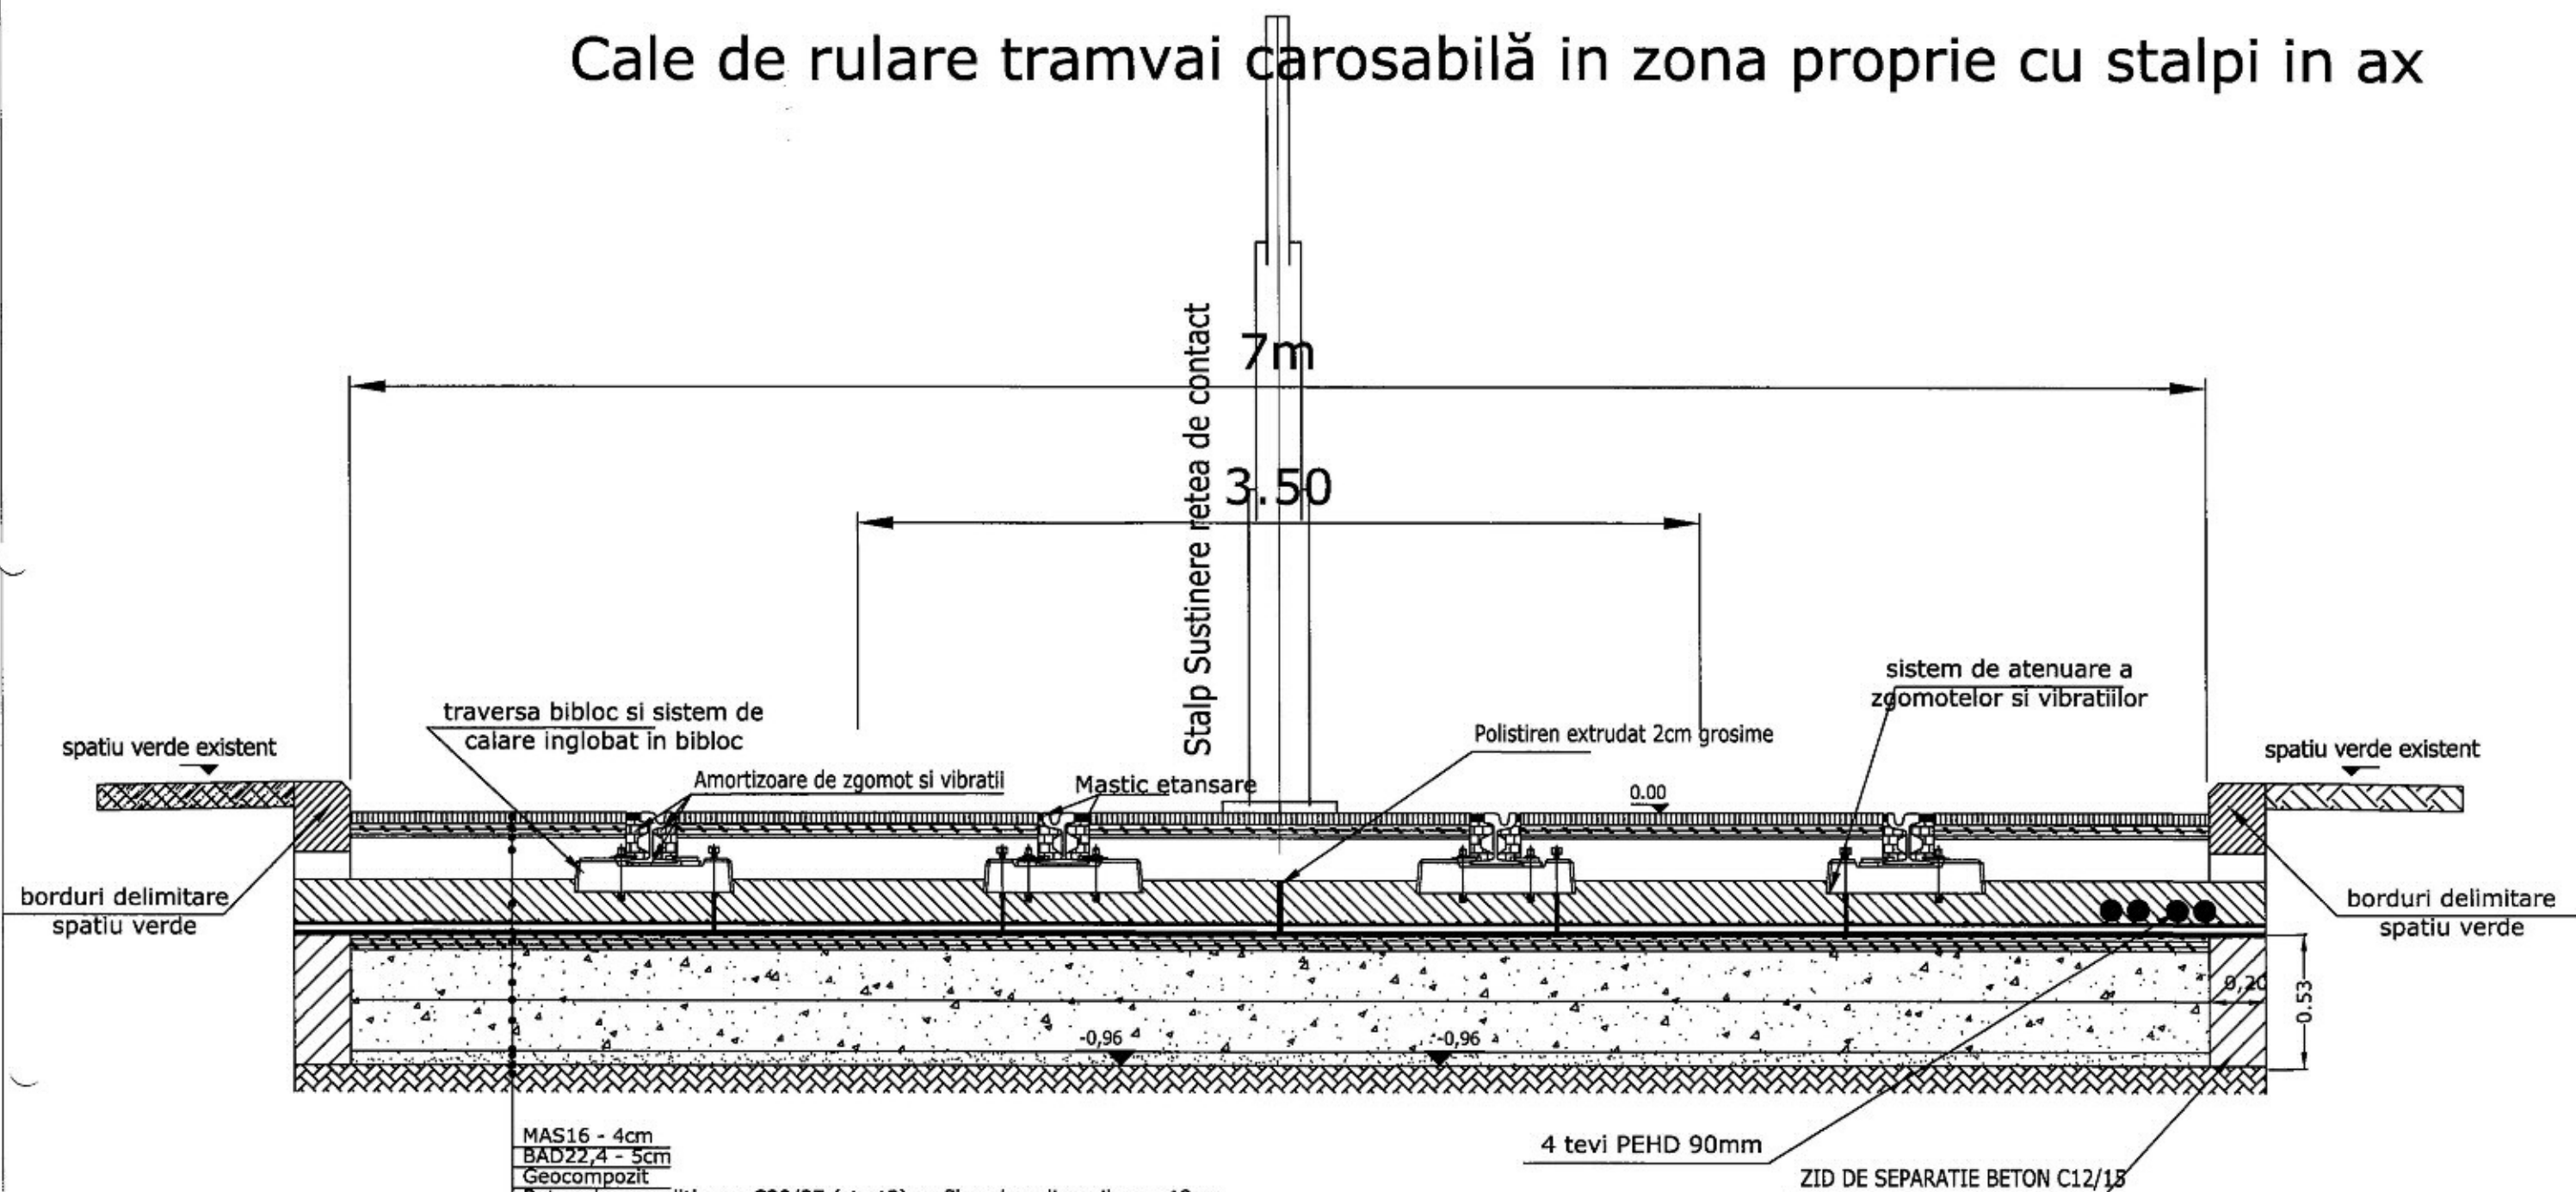 Cale de rulare tramvai carosabilă in zona proprie cu stalpi in ax
7m
3.50
Stalp Sustinere retea de contact
sistem de atenuare a
zgomotelor si vibratiilor
traversa bibloc si sistem de
calare inglobat in bibloc
Polistiren extrudat 2cm grosime
spatiu verde existent
spatiu verde existent
Amortizoare de zgomot si vibratii
Mastic etansare
0.00
borduri delimitare
spatiu verde
borduri delimitare
spatiu verde
0,20
0.53
-0,96
-0,96
MAS16 - 4cm
BAD22,4 - 5cm
Geocompozit
4 tevi PEHD 90mm
ZID DE SEPARATIE BETON C12/15